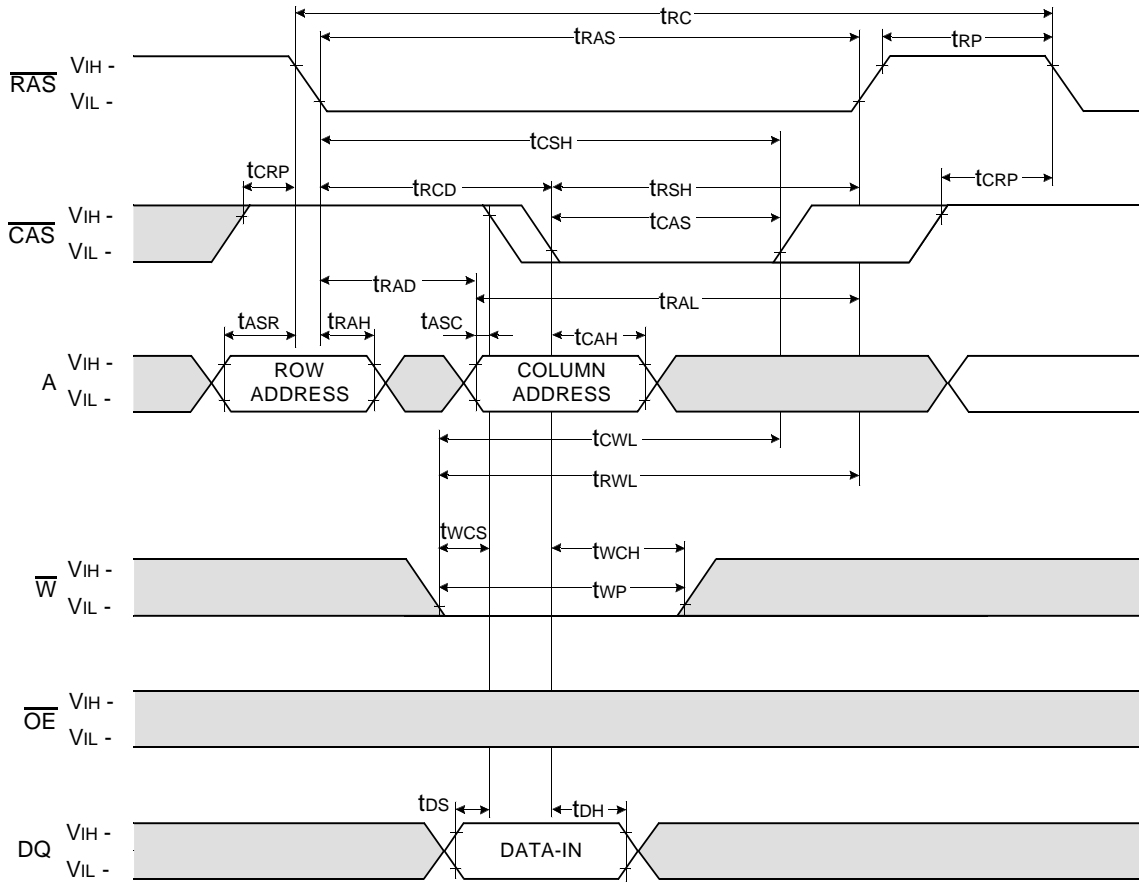 tRC
tRAS
tRP
RAS
VIH -
VIL -
tCSH
tCRP
tRCD
tRSH
tCRP
CAS
VIH -
VIL -
tCAS
tRAD
tRAL
tASR
tRAH
tASC
tCAH
A
VIH -
VIL -
ROW
ADDRESS
COLUMN
ADDRESS
tCWL
tRWL
tWCS
tWCH
W
VIH -
VIL -
tWP
OE
VIH -
VIL -
tDS
tDH
DQ
VIH -
VIL -
DATA-IN